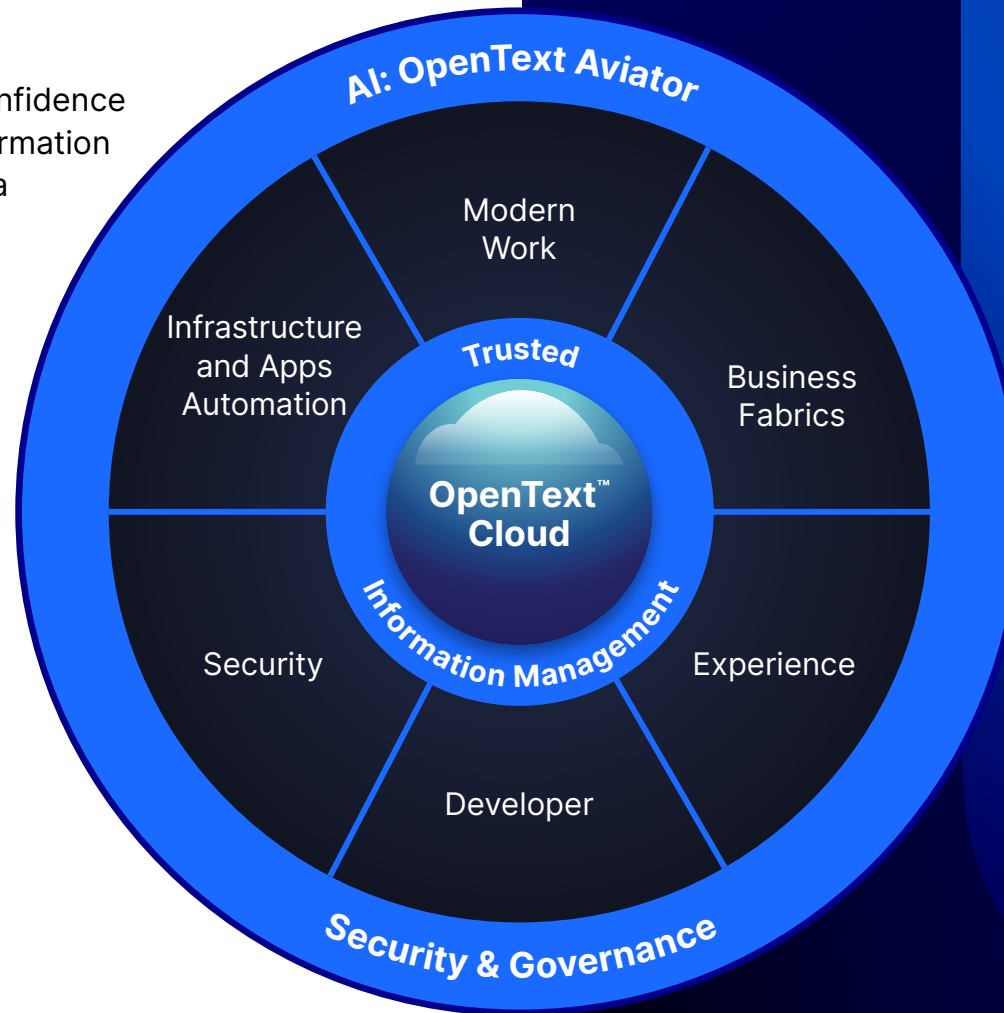 AI: OpenText Aviator
rmation
a
Modern
Work
Infrastructure
and Apps
Automation
Business
Fabrics
Trusted
OpenText™
Cloud
Information Management
Security
Experience
Developer
Security & Governance